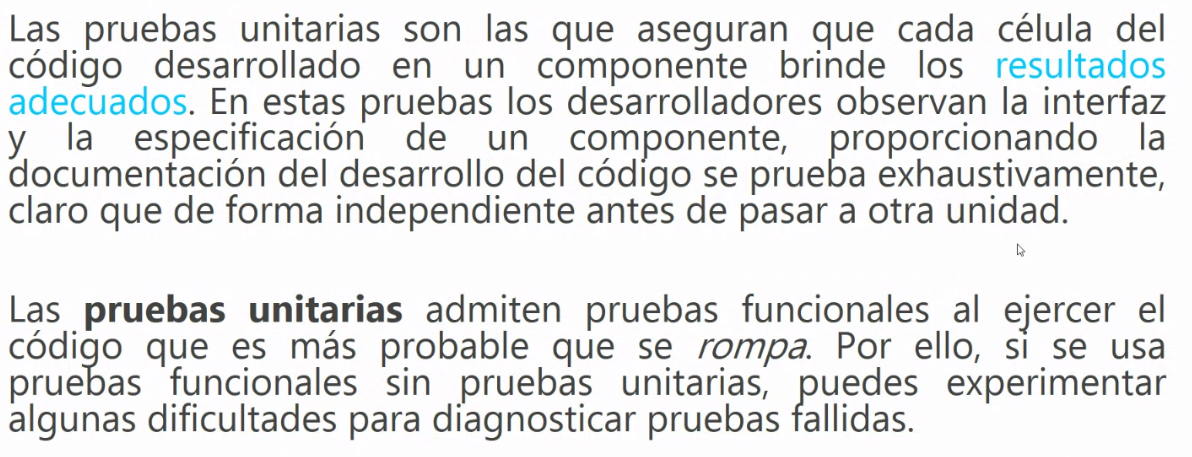 Las pruebas unitarias son las que aseguran que cada célula del
código desarrollado en un componente brinde los resultados
adecuados. En estas pruebas los desarrolladores observan la interfaz
y la especificación de un componente, proporcionando la
documentación del desarrollo del código se prueba exhaustivamente,
claro que de forma independiente antes de pasar a otra unidad.
Las pruebas unitarias admiten pruebas funcionales al ejercer el
código que es más probable que se rompa. Por ello, si se usa
pruebas funcionales sin pruebas unitarias, puedes experimentar
algunas dificultades para diagnosticar pruebas fallidas.